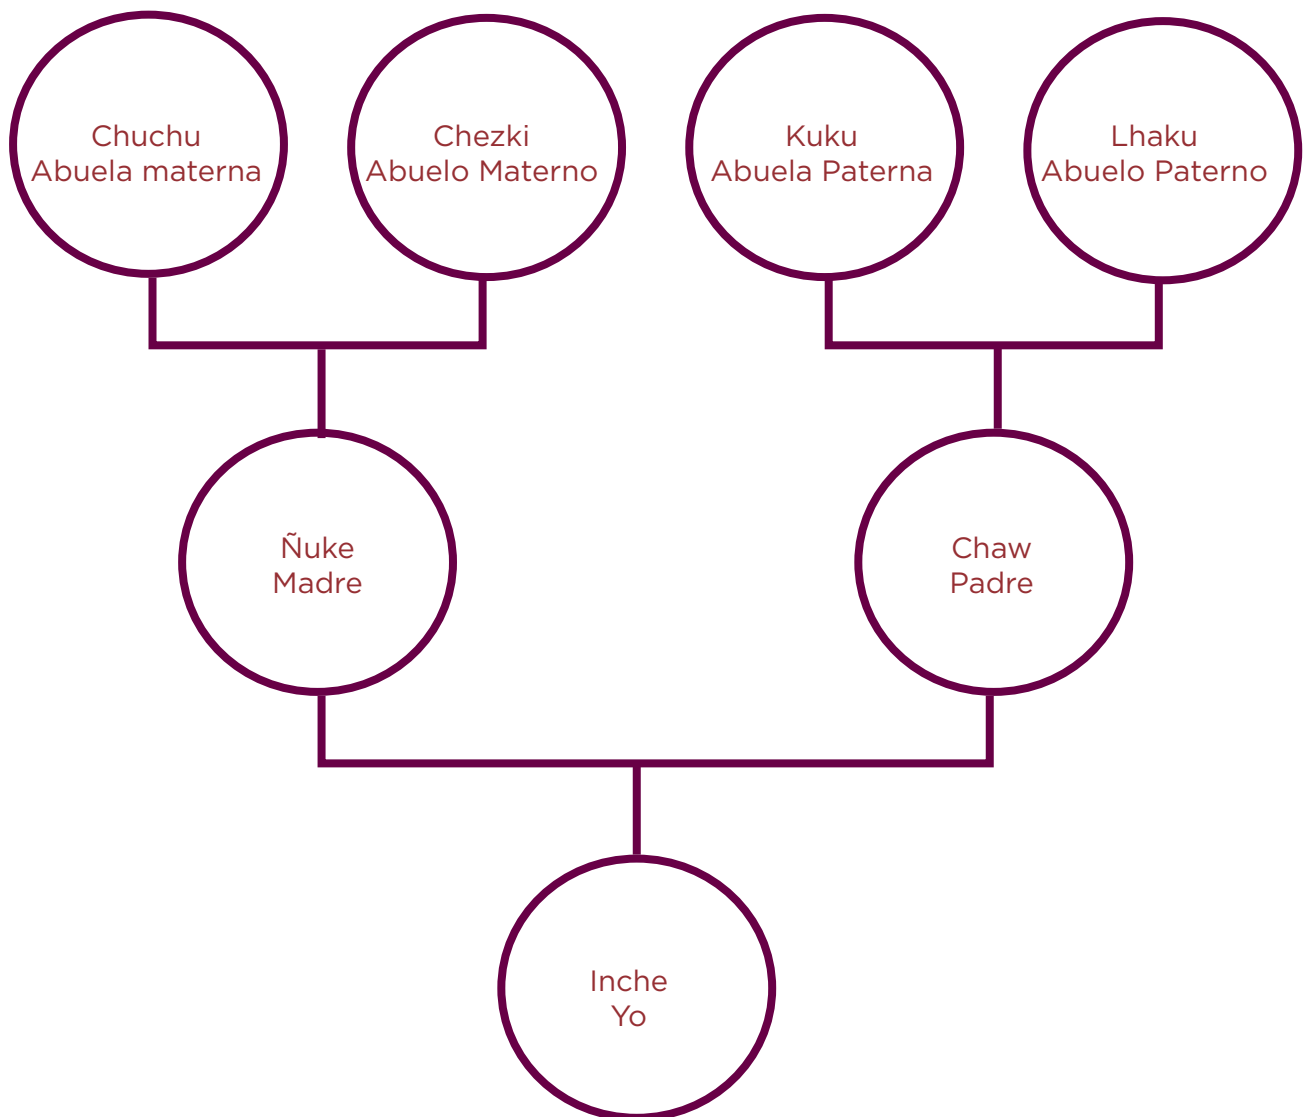 Chuchu
Abuela materna
Chezki
Abuelo Materno
Kuku
Abuela Paterna
Lhaku
Abuelo Paterno
Ñuke
Madre
Chaw
Padre
Inche
Yo